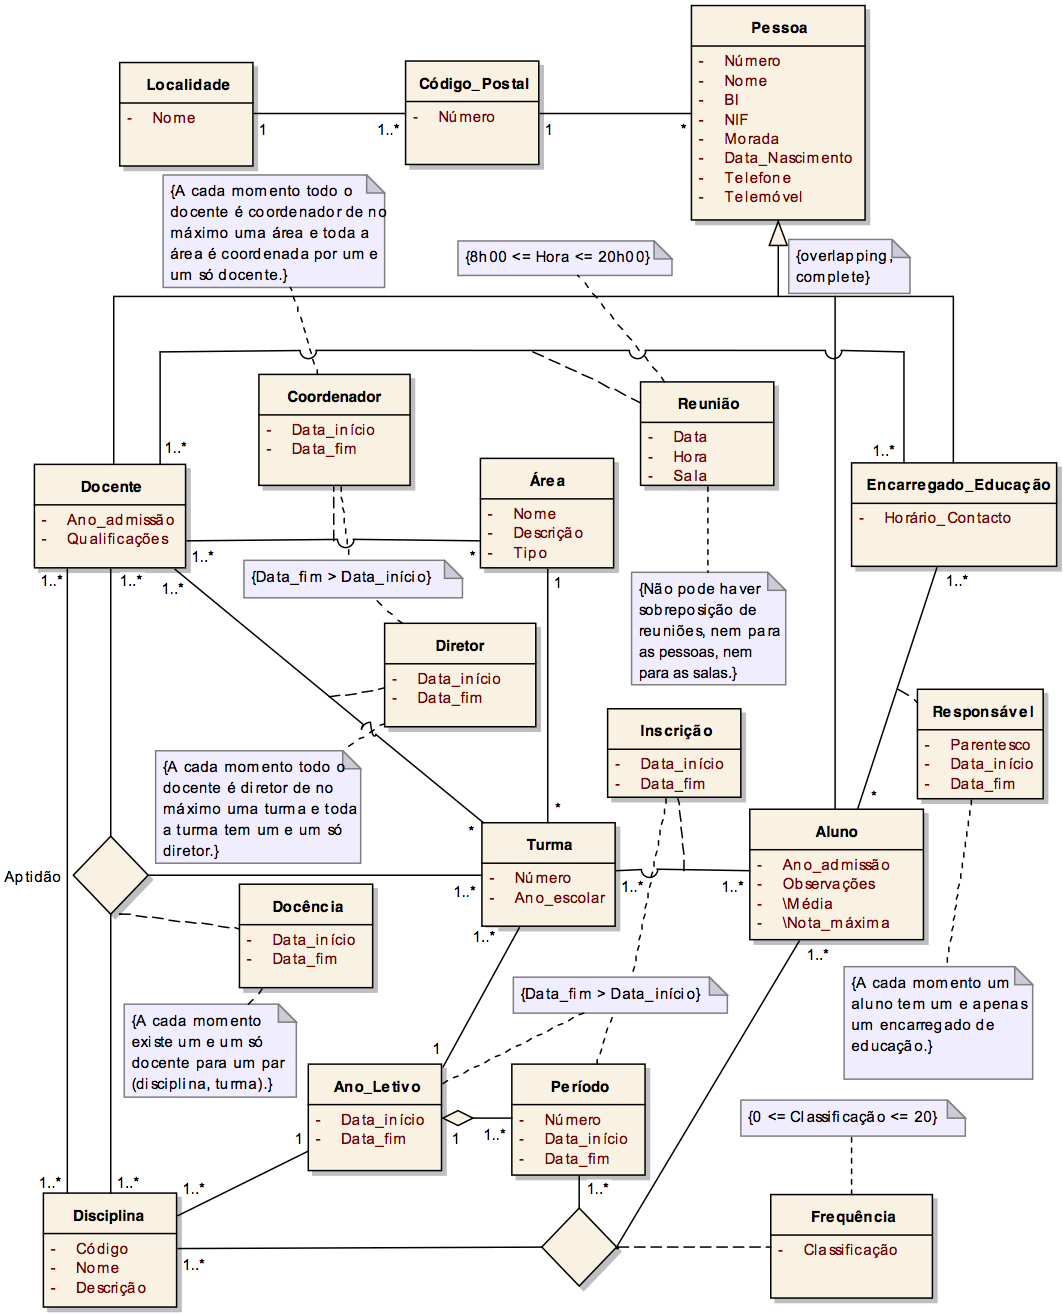 Pessoa
- Número
- Nome
- BI
- NIF
- Morada
- Data_Nascimento
- Telefone
- Telemóvel
Localidade
- Nome
1
1..*
Código_Postal
- Número
1
*
{A cada momento todo o
docente é coordenador de no
máximo uma área e toda a
área é coordenada por um e
um só docente.}
{8h00 <= Hora <= 20h00}
{overlapping,
complete}
Coordenador
- Data_início
- Data_fim
Reunião
- Data
- Hora
- Sala
1..*
1..*
Docente
- Ano_admissão
- Qualificações
Área
- Nome
- Descrição
- Tipo
Encarregado_Educação
- Horário_Contacto
1..*
*
1..*
1..*
1..*
1
1..*
{Data_fim > Data_início}
{Não pode haver
sobreposição de
reuniões, nem para
as pessoas, nem
para as salas.}
Diretor
- Data_início
- Data_fim
Inscrição
- Data_início
- Data_fim
Responsável
- Parentesco
- Data_início
- Data_fim
{A cada momento todo o
docente é diretor de no
máximo uma turma e toda
a turma tem um e um só
diretor.}
*
*
*
Turma
- Número
- Ano_escolar
Aluno
- Ano_admissão
- Observações
- \Média
- \Nota_máxima
Aptidão
1..*
1..*
1..*
1..*
1..*
Docência
- Data_início
- Data_fim
{A cada momento
existe um e um só
docente para um par
(disciplina, turma).}
{Data_fim > Data_início}
{A cada momento um
aluno tem um e apenas
um encarregado de
educação.}
1
Ano_Letivo
- Data_início
- Data_fim
Período
- Número
- Data_início
- Data_fim
1
1
1..*
{0 <= Classificação <= 20}
1..*
1..*
1..*
1..*
Disciplina
- Código
- Nome
- Descrição
1..*
Frequência
- Classificação